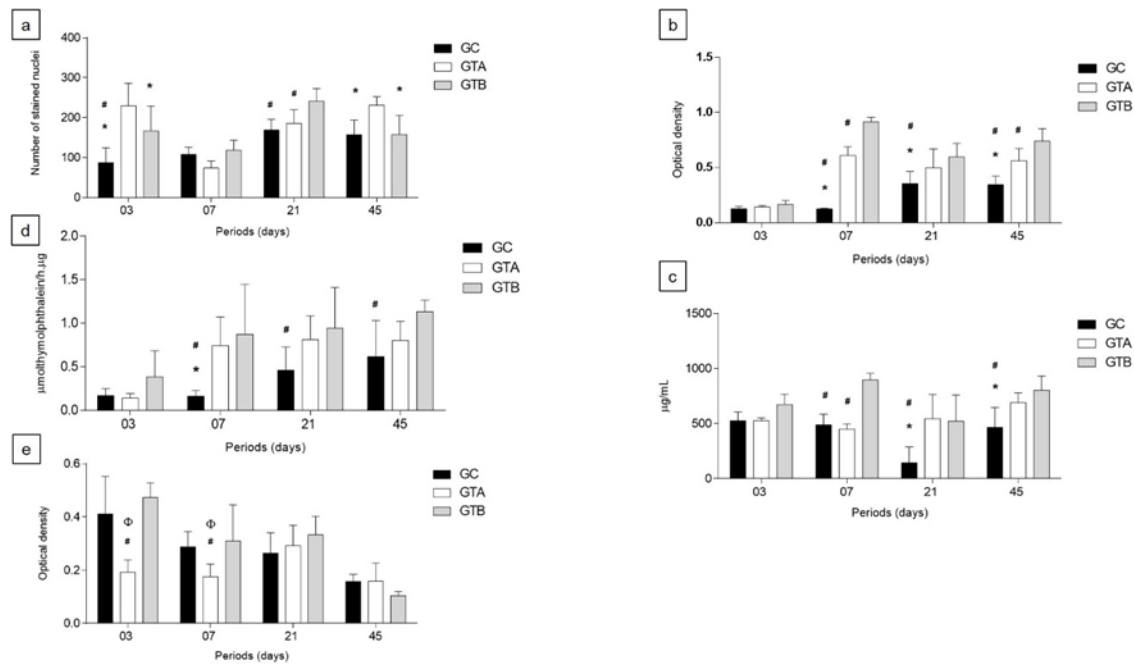 a
Number of stained nuclei
400
300
200
100
0
# * * # # * *
03 07 21 45
Periods (days)
GC
GTA
GTB
b
Optical density
1.5
1.0
0.5
0.0
# * # # * # * #
03 07 21 45
Periods (days)
GC
GTA
GTB
d
µmolthymolphthalein/h.µg
2.0
1.5
1.0
0.5
0.0
# * # #
03 07 21 45
Periods (days)
GC
GTA
GTB
c
µg/mL
1500
1000
500
0
# # # * # *
03 07 21 45
Periods (days)
GC
GTA
GTB
e
Optical density
0.6
0.4
0.2
0.0
Φ # Φ #
03 07 21 45
Periods (days)
GC
GTA
GTB